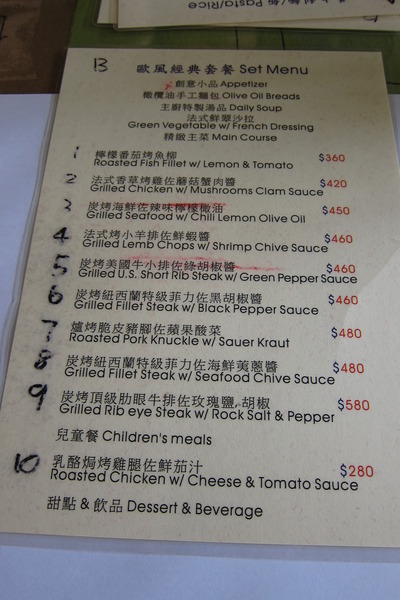 餐/麵 Pasta/Rice
B 歐風經典套餐 Set Menu
創意小品 Appetizer
橄欖油手工麵包 Olive Oil Breads
主廚特製湯品 Daily Soup
法式鮮翠沙拉
Green Vegetable w/ French Dressing
精緻主菜 Main Course
1 檸檬番茄烤魚柳 $360
Roasted Fish Fillet w/ Lemon & Tomato
2 法式香草烤雞佐蘑菇蟹肉醬 $420
Grilled Chicken w/ Mushrooms Clam Sauce
3 炭烤海鮮佐辣味檸檬橄油 $450
Grilled Seafood w/ Chili Lemon Olive Oil
4 法式烤小羊排佐鮮蝦醬 $460
Grilled Lemb Chops w/ Shrimp Chive Sauce
5 炭烤美國牛小排佐綠胡椒醬 $460
Grilled U.S. Short Rib Steak w/ Green Pepper Sauce
6 炭烤紐西蘭特級菲力佐黑胡椒醬 $460
Grilled Fillet Steak w/ Black Pepper Sauce
7 爐烤脆皮豬腳佐蘋果酸菜 $480
Roasted Pork Knuckle w/ Sauer Kraut
8 炭烤紐西蘭特級菲力佐海鮮蔥醬 $480
Grilled Fillet Steak w/ Seafood Chive Sauce
9 炭烤頂級肋眼牛排佐玫瑰鹽.胡椒 $580
Grilled Rib eye Steak w/ Rock Salt & Pepper
兒童餐 Children's meals
10 乳酪焗烤雞腿佐鮮茄汁 $280
Roasted Chicken w/ Cheese & Tomato Sauce
甜點 & 飲品 Dessert & Beverage